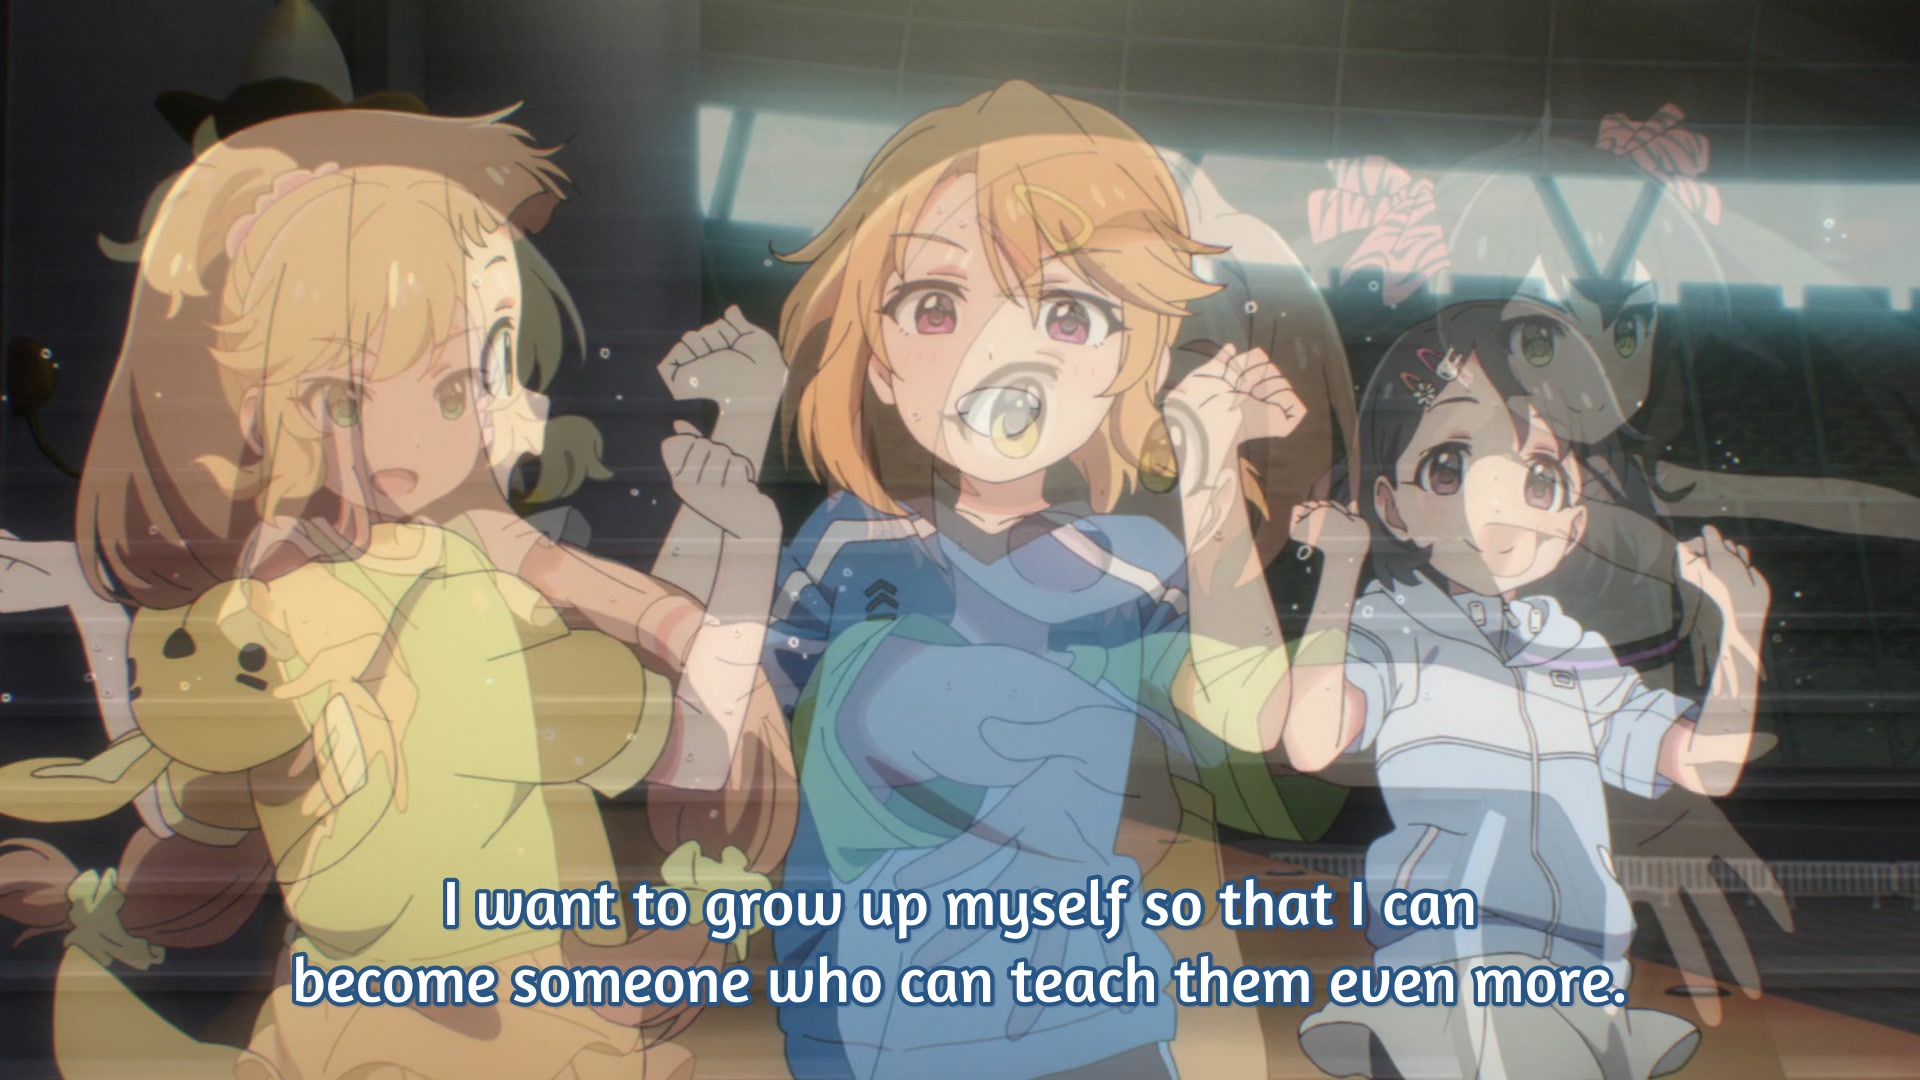 I want to grow up myself so that I can
become someone who can teach them even more.